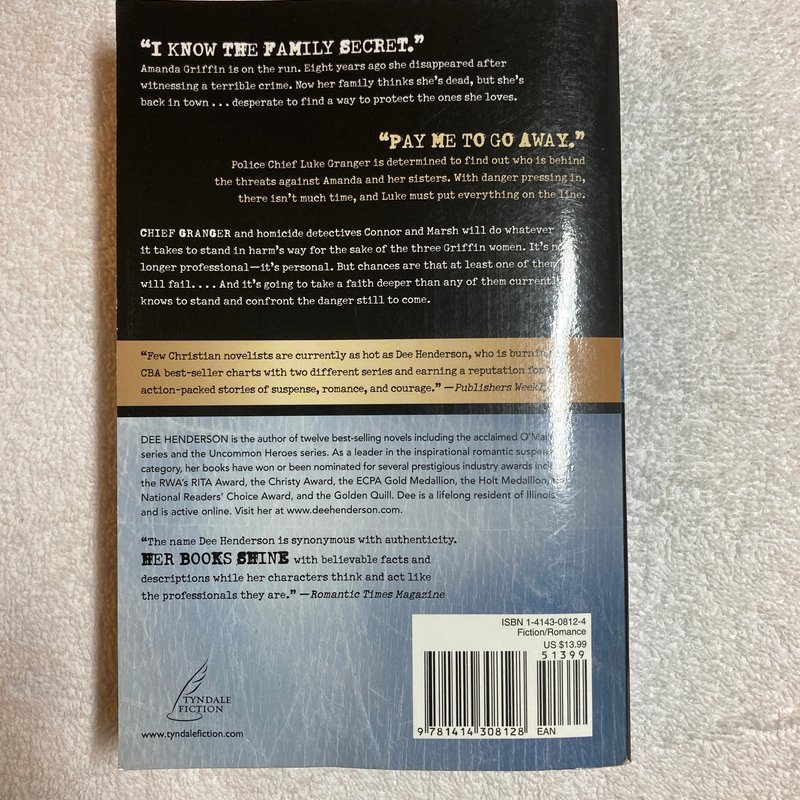 “I KNOW THE FAMILY SECRET.”
Amanda Griffin is on the run. Eight years ago she disappeared after
witnessing a terrible crime. Now her family thinks she’s dead, but she’s
back in town . . . desperate to find a way to protect the ones she loves.
“PAY ME TO GO AWAY.”
Police Chief Luke Granger is determined to find out who is behind
the threats against Amanda and her sisters. With danger pressing in,
there isn’t much time, and Luke must put everything on the line.
CHIEF GRANGER and homicide detectives Connor and Marsh will do whatever
it takes to stand in harm’s way for the sake of the three Griffin women. It’s no
longer professional—it’s personal. But chances are that at least one of them
will fail. . . . And it’s going to take a faith deeper than any of them currently
knows to stand and confront the danger still to come.
“Few Christian novelists are currently as hot as Dee Henderson, who is burning
CBA best-seller charts with two different series and earning a reputation for
action-packed stories of suspense, romance, and courage.” —Publishers Weekly
DEE HENDERSON is the author of twelve best-selling novels including the acclaimed
series and the Uncommon Heroes series. As a leader in the inspirational romantic suspense
category, her books have won or been nominated for several prestigious industry awards
the RWA’s RITA Award, the Christy Award, the ECPA Gold Medallion, the Holt Medallion,
National Readers’ Choice Award, and the Golden Quill. Dee is a lifelong resident of Illinois
and is active online. Visit her at www.deehenderson.com.
“The name Dee Henderson is synonymous with authenticity.
HER BOOKS SHINE with believable facts and
descriptions while her characters think and act like
the professionals they are.” —Romantic Times Magazine
ISBN 1-4143-0812-4
Fiction/Romance
US $13.99
51399
9 781414 308128
EAN
TYNDALE
FICTION
www.tyndalefiction.com